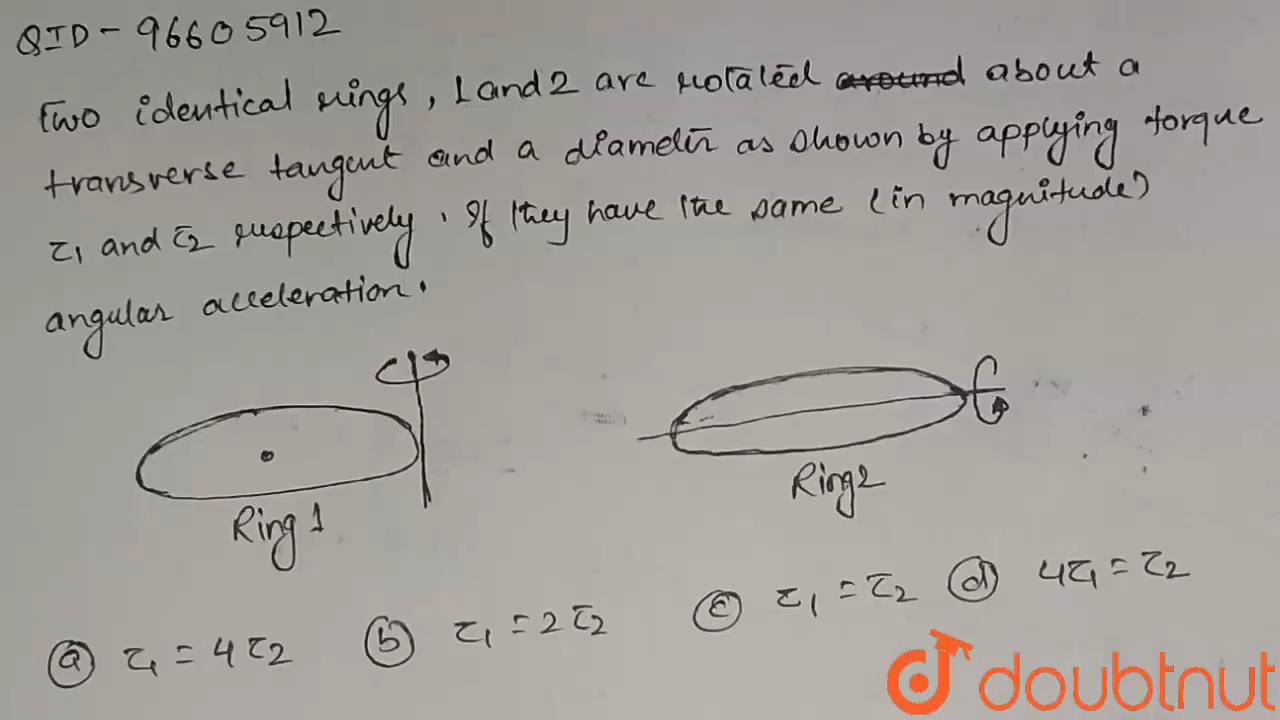 QID - 96605912
Two identical rings, 1 and 2 are rotated around about a
transverse tangent and a diameter as shown by applying torque
τ₁ and τ₂ respectively. If they have the same (in magnitude)
angular acceleration.
Ring 1
Ring 2
(a) τ₁ = 4τ₂ (b) τ₁ = 2τ₂ (c) τ₁ = τ₂ (d) 4τ₁ = τ₂
doubtnut